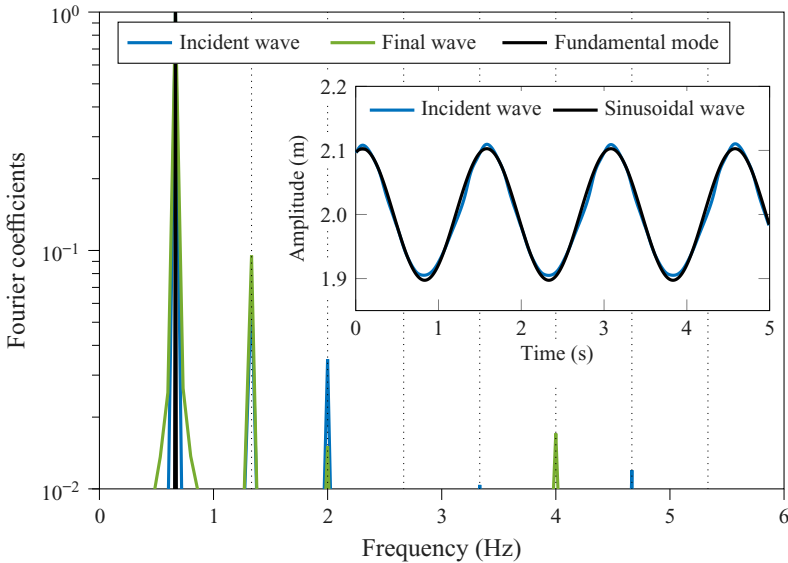 10^0
Incident wave Final wave Fundamental mode
2.2
Incident wave Sinusoidal wave
2.1
2.0
1.9
Amplitude (m)
0 1 2 3 4 5
Time (s)
10^−1
10^−2
Fourier coefficients
0 1 2 3 4 5 6
Frequency (Hz)